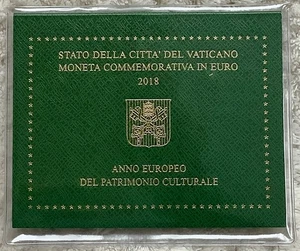 STATO DELLA CITTA' DEL VATICANO
MONETA COMMEMORATIVA IN EURO
2018
ANNO EUROPEO
DEL PATRIMONIO CULTURALE